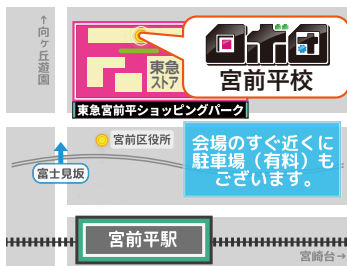 ↑向ヶ丘遊園
ロボ団
宮前平校
東急
ストア
東急宮前平ショッピングパーク
宮前区役所
会場のすぐ近くに
駐車場（有料）も
ございます。
富士見坂
宮前平駅
宮崎台→